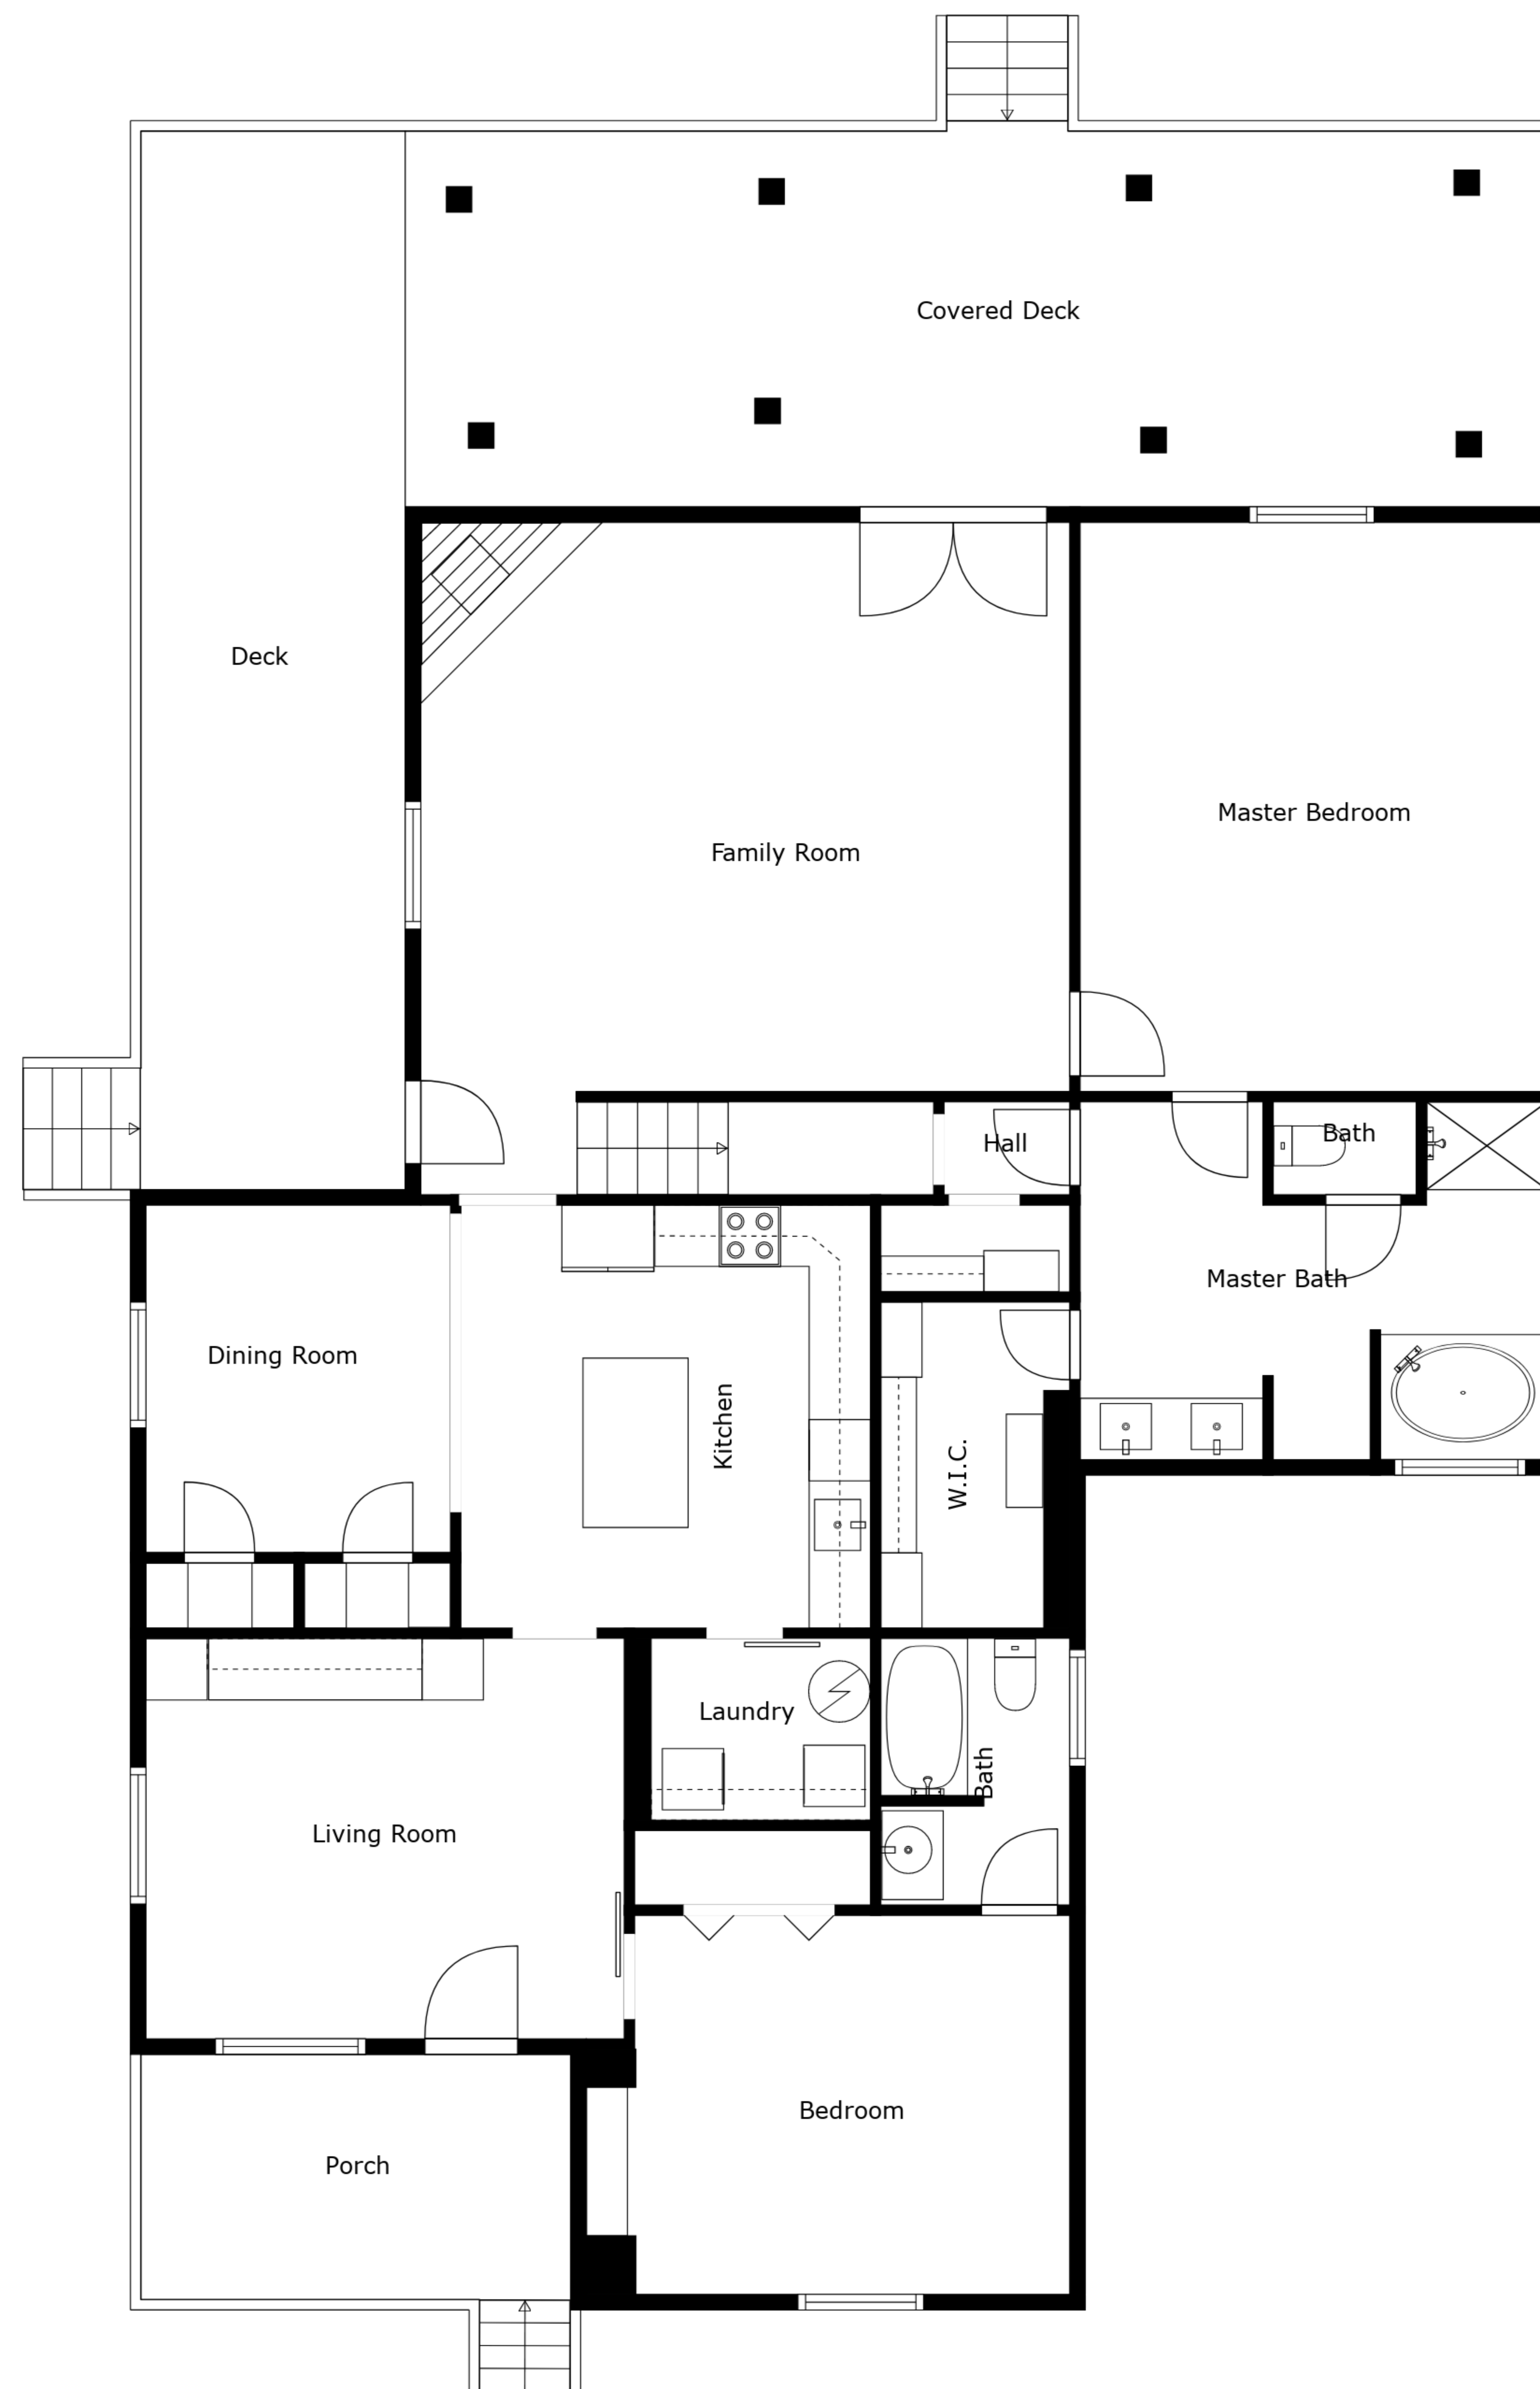 Covered Deck
Deck
Master Bedroom
Family Room
Bath
Hall
Master Bath
Dining Room
Kitchen
W.I.C.
Laundry
Bath
Living Room
Bedroom
Porch